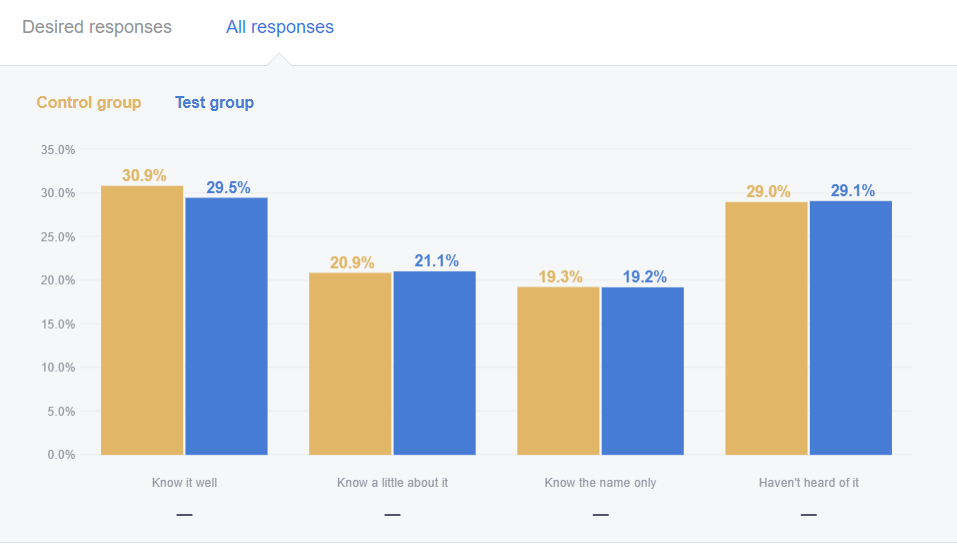 Desired responses All responses
Control group Test group
35.0%
30.0%
25.0%
20.0%
15.0%
10.0%
5.0%
0.0%
30.9% 29.5% 20.9% 21.1% 19.3% 19.2% 29.0% 29.1%
Know it well Know a little about it Know the name only Haven't heard of it
— — — —